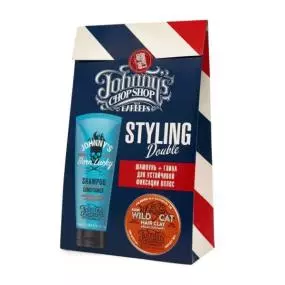 Johnny's
CHOP SHOP
STYLING
Double
ШАМПУНЬ + ГЛИНА
ДЛЯ УСТОЙЧИВОЙ
ФИКСАЦИИ ВОЛОС
JOHNNY'S
Born Lucky
SHAMPOO
CONDITIONER
WILD CAT
HAIR CLAY